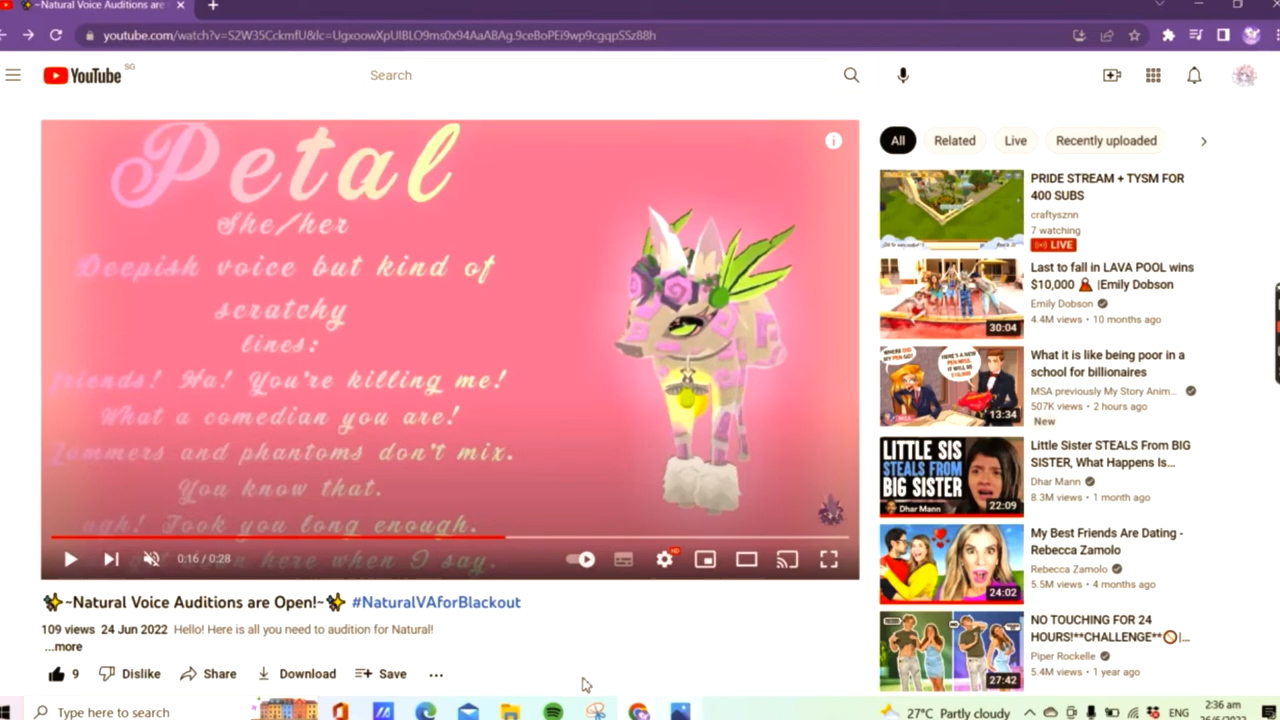 ~Natural Voice Auditions are
youtube.com/watch?v=S2W35CckmfU&lc=UgxoowXpUIBLO9ms0x94AaABAg.9ceBoPEi9wp9cgqpSSz88h
YouTube SG
Search
Petal
She/her
Deepish voice but kind of
scratchy
lines:
friends! Ha! You're killing me!
What a comedian you are!
Jammers and phantoms don't mix.
You know that.
ugh! Took you long enough.
here when I say.
0:16 / 0:28
HD
✨~Natural Voice Auditions are Open!~✨ #NaturalVAforBlackout
109 views 24 Jun 2022 Hello! Here is all you need to audition for Natural!
...more
9 Dislike Share Download Save ...
All Related Live Recently uploaded
PRIDE STREAM + TYSM FOR
400 SUBS
craftysznn
7 watching
LIVE
Last to fall in LAVA POOL wins
$10,000 🌋 |Emily Dobson
Emily Dobson
4.4M views • 10 months ago
30:04
What it is like being poor in a
school for billionaires
MSA previously My Story Anim...
507K views • 2 hours ago
New
13:34
LITTLE SIS
STEALS FROM
BIG SISTER
Dhar Mann
22:09
Little Sister STEALS From BIG
SISTER, What Happens Is...
Dhar Mann
8.3M views • 1 month ago
My Best Friends Are Dating -
Rebecca Zamolo
Rebecca Zamolo
5.5M views • 4 months ago
24:02
NO TOUCHING FOR 24
HOURS!**CHALLENGE**🚫|...
Piper Rockelle
5.4M views • 1 year ago
27:42
Type here to search
27°C Partly cloudy
ENG
2:36 am